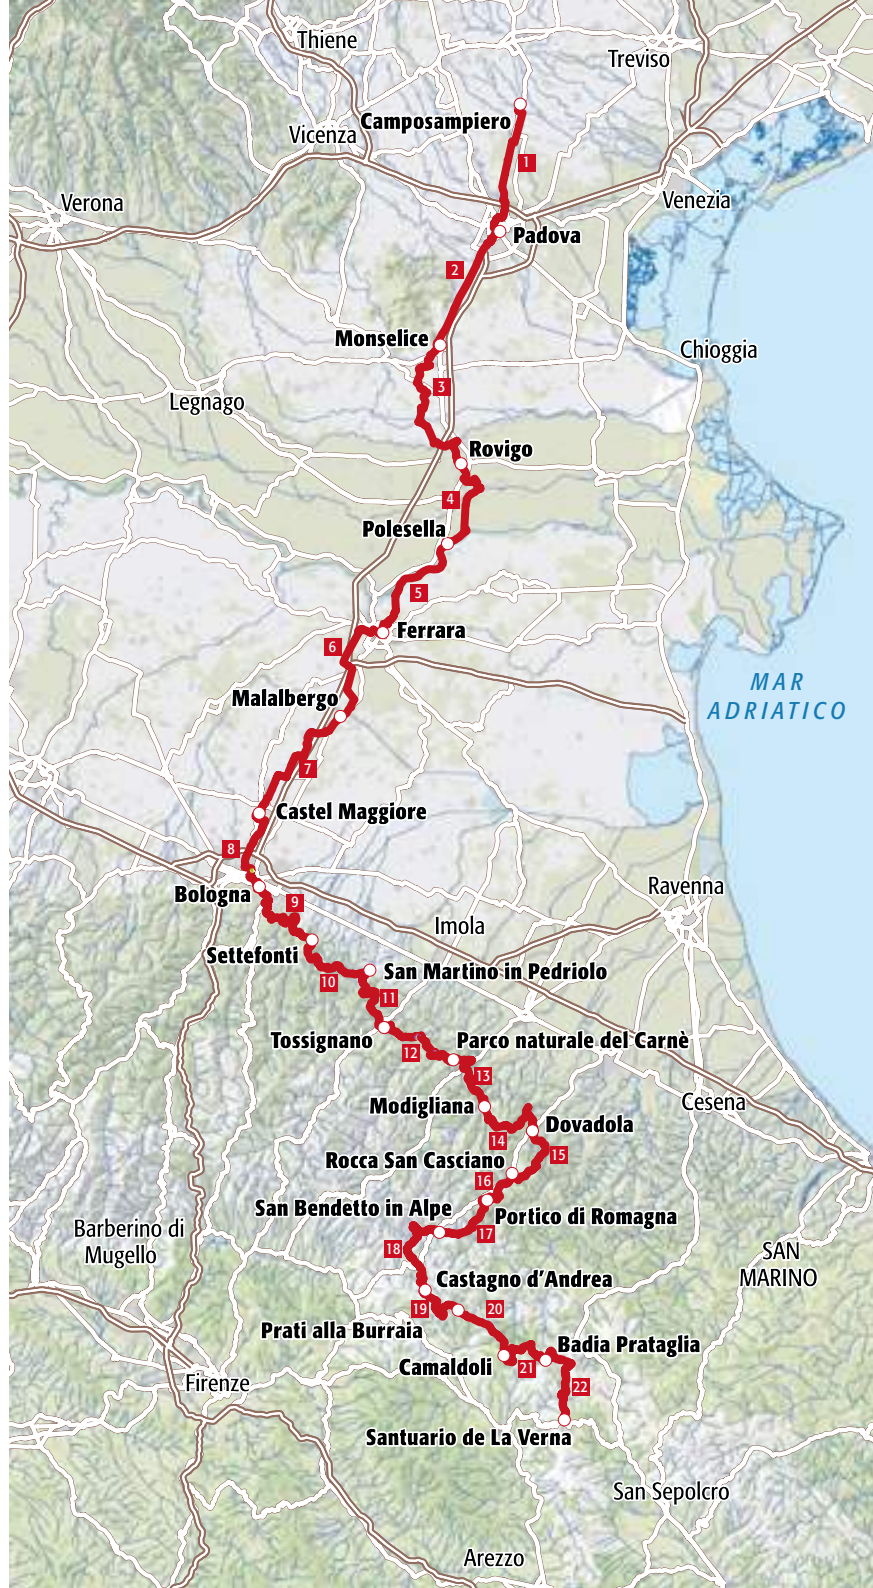 Thiene
Treviso
Camposampiero
Vicenza
1
Verona
Venezia
Padova
2
Monselice
Chioggia
3
Legnago
Rovigo
4
Polesella
5
Ferrara
6
MAR
ADRIATICO
Malalbergo
7
Castel Maggiore
8
Bologna
Ravenna
9
Imola
Settefonti
San Martino in Pedriolo
10
11
Tossignano
Parco naturale del Carnè
12
13
Modigliana
Cesena
Dovadola
14
15
Rocca San Casciano
16
San Bendetto in Alpe
Portico di Romagna
Barberino di
Mugello
17
18
SAN
MARINO
Castagno d'Andrea
19
20
Prati alla Burraia
Badia Prataglia
Camaldoli
21
Firenze
22
Santuario de La Verna
San Sepolcro
Arezzo